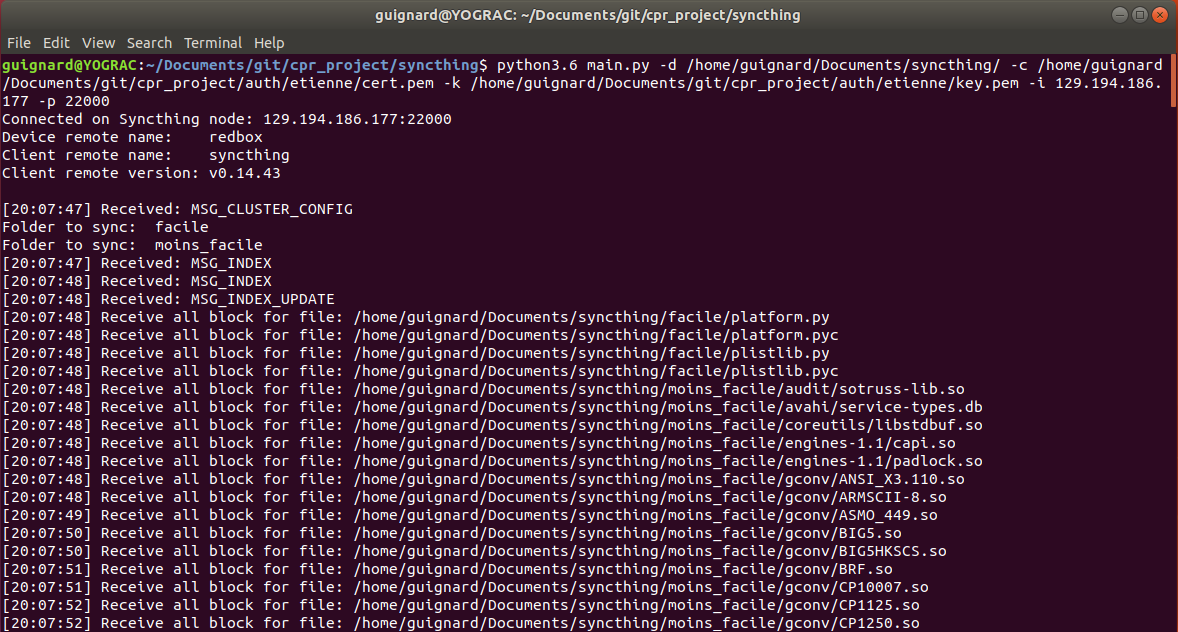 guignard@YOGRAC: ~/Documents/git/cpr_project/syncthing
File Edit View Search Terminal Help
guignard@YOGRAC:~/Documents/git/cpr_project/syncthing$ python3.6 main.py -d /home/guignard/Documents/syncthing/ -c /home/guignard
/Documents/git/cpr_project/auth/etienne/cert.pem -k /home/guignard/Documents/git/cpr_project/auth/etienne/key.pem -i 129.194.186.
177 -p 22000
Connected on Syncthing node: 129.194.186.177:22000
Device remote name:    redbox
Client remote name:    syncthing
Client remote version: v0.14.43

[20:07:47] Received: MSG_CLUSTER_CONFIG
Folder to sync:  facile
Folder to sync:  moins_facile
[20:07:47] Received: MSG_INDEX
[20:07:48] Received: MSG_INDEX
[20:07:48] Received: MSG_INDEX_UPDATE
[20:07:48] Receive all block for file: /home/guignard/Documents/syncthing/facile/platform.py
[20:07:48] Receive all block for file: /home/guignard/Documents/syncthing/facile/platform.pyc
[20:07:48] Receive all block for file: /home/guignard/Documents/syncthing/facile/plistlib.py
[20:07:48] Receive all block for file: /home/guignard/Documents/syncthing/facile/plistlib.pyc
[20:07:48] Receive all block for file: /home/guignard/Documents/syncthing/moins_facile/audit/sotruss-lib.so
[20:07:48] Receive all block for file: /home/guignard/Documents/syncthing/moins_facile/avahi/service-types.db
[20:07:48] Receive all block for file: /home/guignard/Documents/syncthing/moins_facile/coreutils/libstdbuf.so
[20:07:48] Receive all block for file: /home/guignard/Documents/syncthing/moins_facile/engines-1.1/capi.so
[20:07:48] Receive all block for file: /home/guignard/Documents/syncthing/moins_facile/engines-1.1/padlock.so
[20:07:48] Receive all block for file: /home/guignard/Documents/syncthing/moins_facile/gconv/ANSI_X3.110.so
[20:07:48] Receive all block for file: /home/guignard/Documents/syncthing/moins_facile/gconv/ARMSCII-8.so
[20:07:49] Receive all block for file: /home/guignard/Documents/syncthing/moins_facile/gconv/ASMO_449.so
[20:07:50] Receive all block for file: /home/guignard/Documents/syncthing/moins_facile/gconv/BIG5.so
[20:07:50] Receive all block for file: /home/guignard/Documents/syncthing/moins_facile/gconv/BIG5HKSCS.so
[20:07:51] Receive all block for file: /home/guignard/Documents/syncthing/moins_facile/gconv/BRF.so
[20:07:51] Receive all block for file: /home/guignard/Documents/syncthing/moins_facile/gconv/CP10007.so
[20:07:52] Receive all block for file: /home/guignard/Documents/syncthing/moins_facile/gconv/CP1125.so
[20:07:52] Receive all block for file: /home/guignard/Documents/syncthing/moins_facile/gconv/CP1250.so